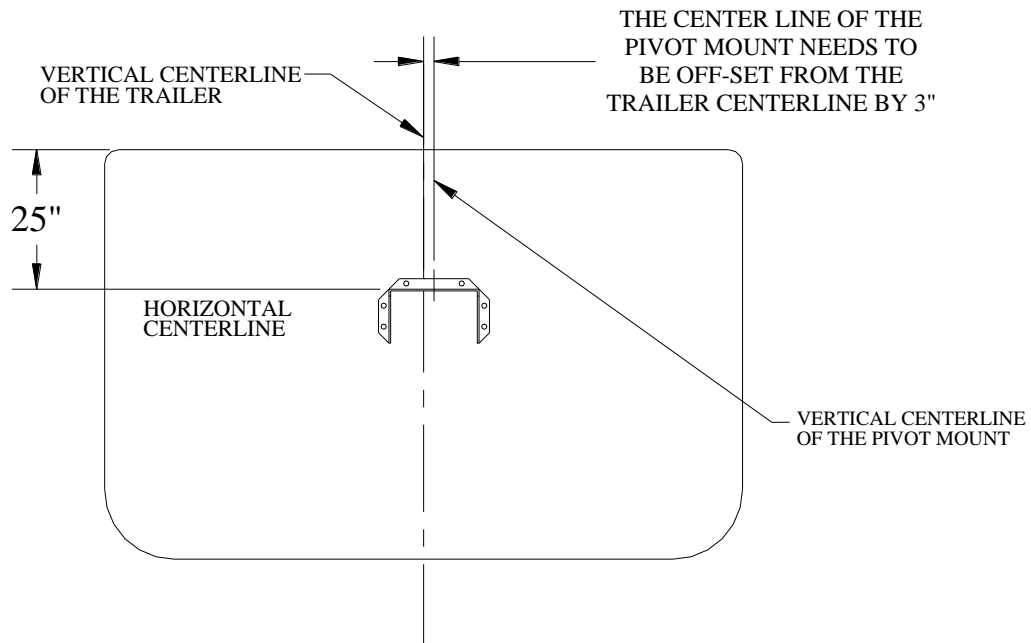 THE CENTER LINE OF THE
PIVOT MOUNT NEEDS TO
BE OFF-SET FROM THE
TRAILER CENTERLINE BY 3"
VERTICAL CENTERLINE
OF THE TRAILER
25"
HORIZONTAL
CENTERLINE
VERTICAL CENTERLINE
OF THE PIVOT MOUNT